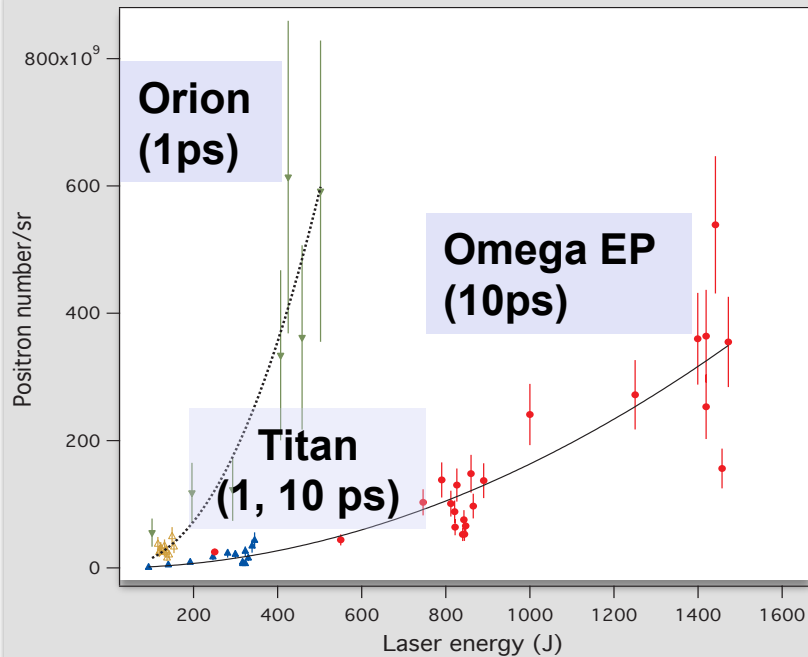 800x10⁹
600
400
200
0
Positron number/sr
Orion
(1ps)
Omega EP
(10ps)
Titan
(1, 10 ps)
200 400 600 800 1000 1200 1400 1600
Laser energy (J)